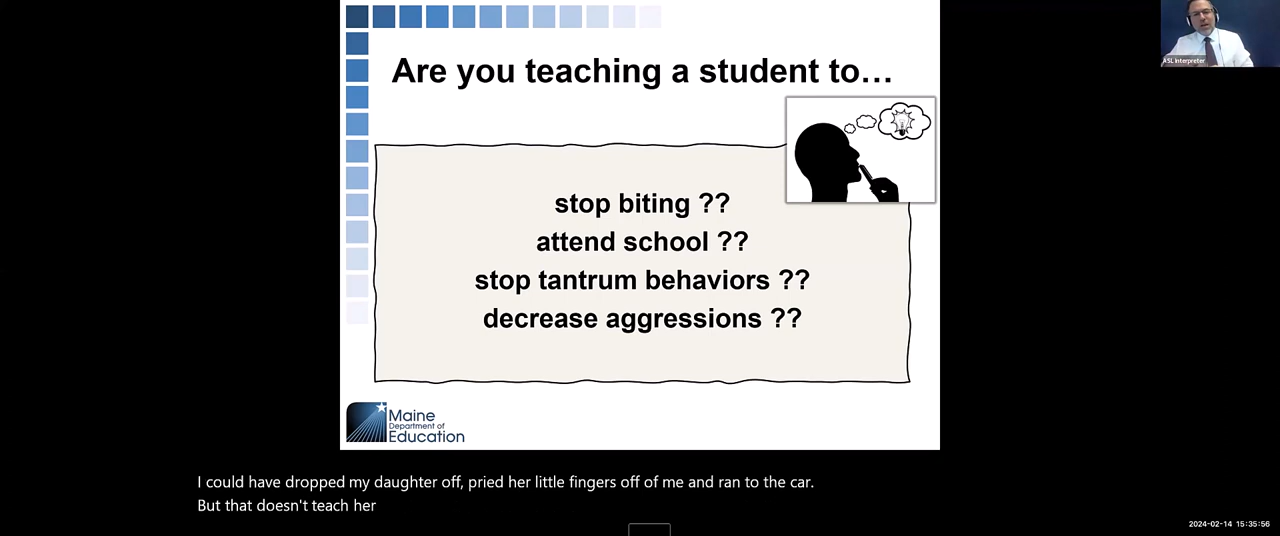 Are you teaching a student to…
stop biting ??
attend school ??
stop tantrum behaviors ??
decrease aggressions ??
Maine
Department of
Education
ASL Interpreter
I could have dropped my daughter off, pried her little fingers off of me and ran to the car.
But that doesn't teach her
2024-02-14 15:35:56